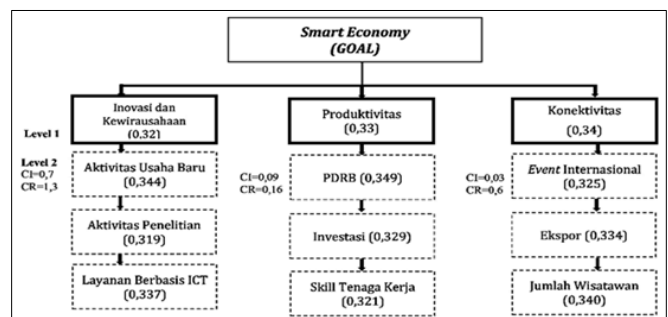 Smart Economy
(GOAL)
Level 1
Inovasi dan
Kewirausahaan
(0,32)
Produktivitas
(0,33)
Konektivitas
(0,34)
Level 2
CI=0,7
CR=1,3
Aktivitas Usaha Baru
(0,344)
CI=0,09
CR=0,16
PDRB (0,349)
CI=0,03
CR=0,6
Event Internasional
(0,325)
Aktivitas Penelitian
(0,319)
Investasi (0,329)
Ekspor (0,334)
Layanan Berbasis ICT
(0,337)
Skill Tenaga Kerja
(0,321)
Jumlah Wisatawan
(0,340)